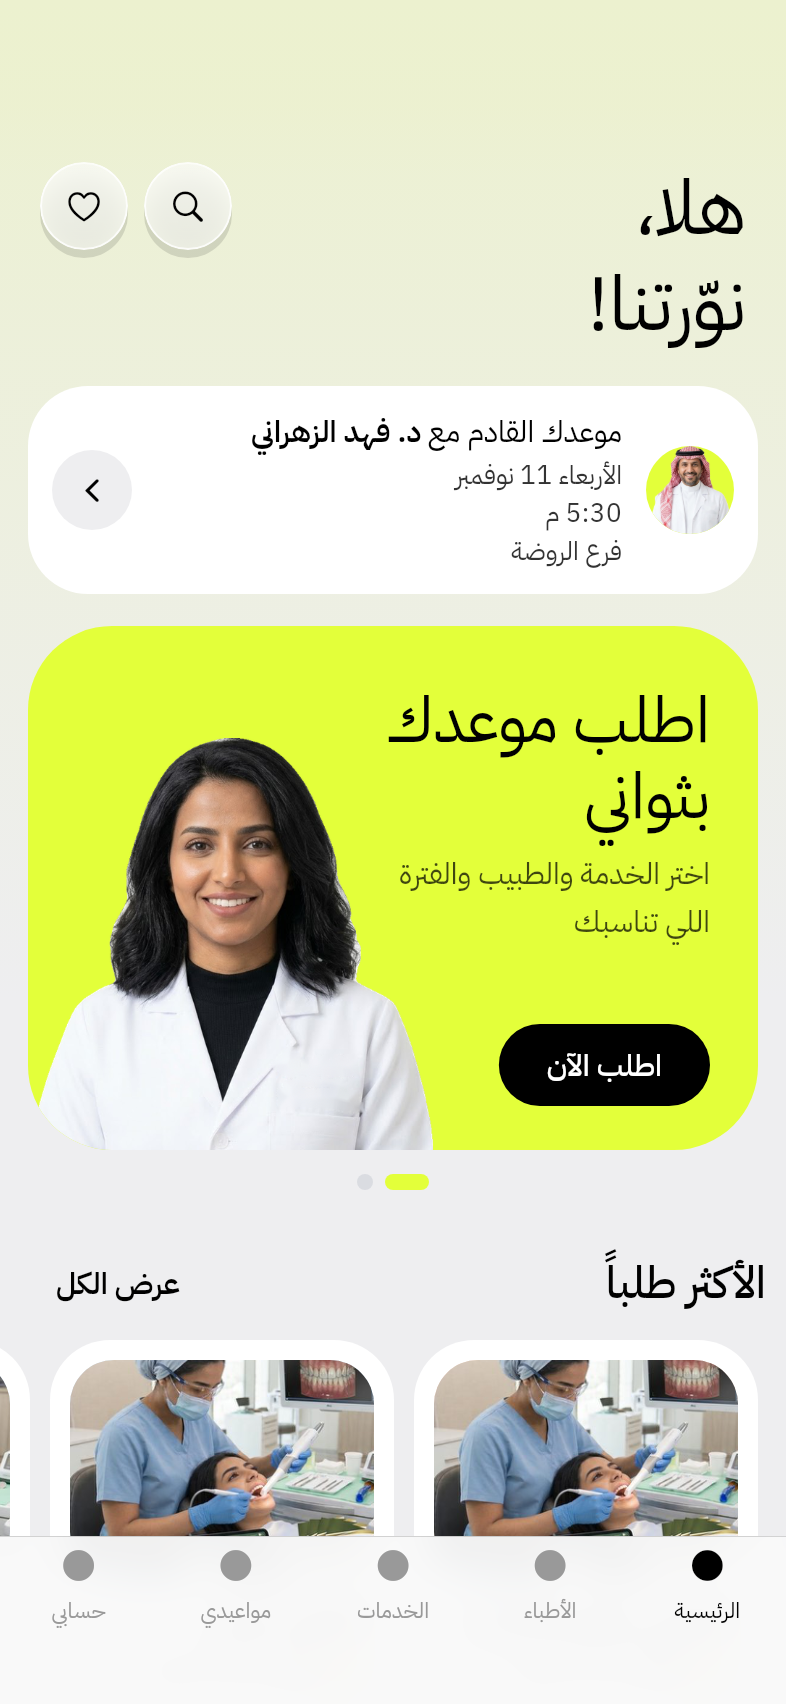 هلا،
نوّرتنا!
موعدك القادم مع د. فهد الزهراني
الأربعاء 11 نوفمبر
5:30 م
فرع الروضة
اطلب موعدك
بثواني
اختر الخدمة والطبيب والفترة
اللي تناسبك
اطلب الآن
الأكثر طلباً
عرض الكل
الرئيسية
الأطباء
الخدمات
مواعيدي
حسابي